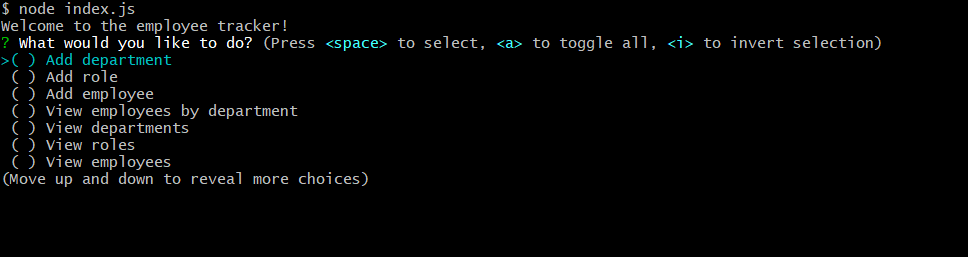 $ node index.js
Welcome to the employee tracker!
? What would you like to do? (Press <space> to select, <a> to toggle all, <i> to invert selection)
>( ) Add department
( ) Add role
( ) Add employee
( ) View employees by department
( ) View departments
( ) View roles
( ) View employees
(Move up and down to reveal more choices)